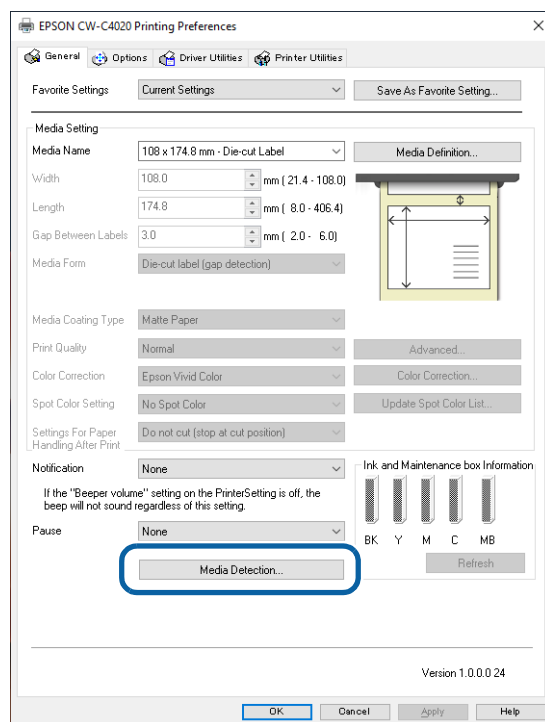 EPSON CW-C4020 Printing Preferences
General Options Driver Utilities Printer Utilities
Favorite Settings Current Settings Save As Favorite Setting...
Media Setting
Media Name 108 x 174.8 mm - Die-cut Label Media Definition...
Width 108.0 mm ( 21.4 - 108.0)
Length 174.8 mm ( 8.0 - 406.4)
Gap Between Labels 3.0 mm ( 2.0 - 6.0)
Media Form Die-cut label (gap detection)
Media Coating Type Matte Paper
Print Quality Normal Advanced...
Color Correction Epson Vivid Color Color Correction...
Spot Color Setting No Spot Color Update Spot Color List...
Settings For Paper Handling After Print Do not cut (stop at cut position)
Notification None Ink and Maintenance box Information
If the "Beeper volume" setting on the PrinterSetting is off, the
beep will not sound regardless of this setting.
Pause None
BK Y M C MB
Media Detection... Refresh
Version 1.0.0.0 24
OK Cancel Apply Help